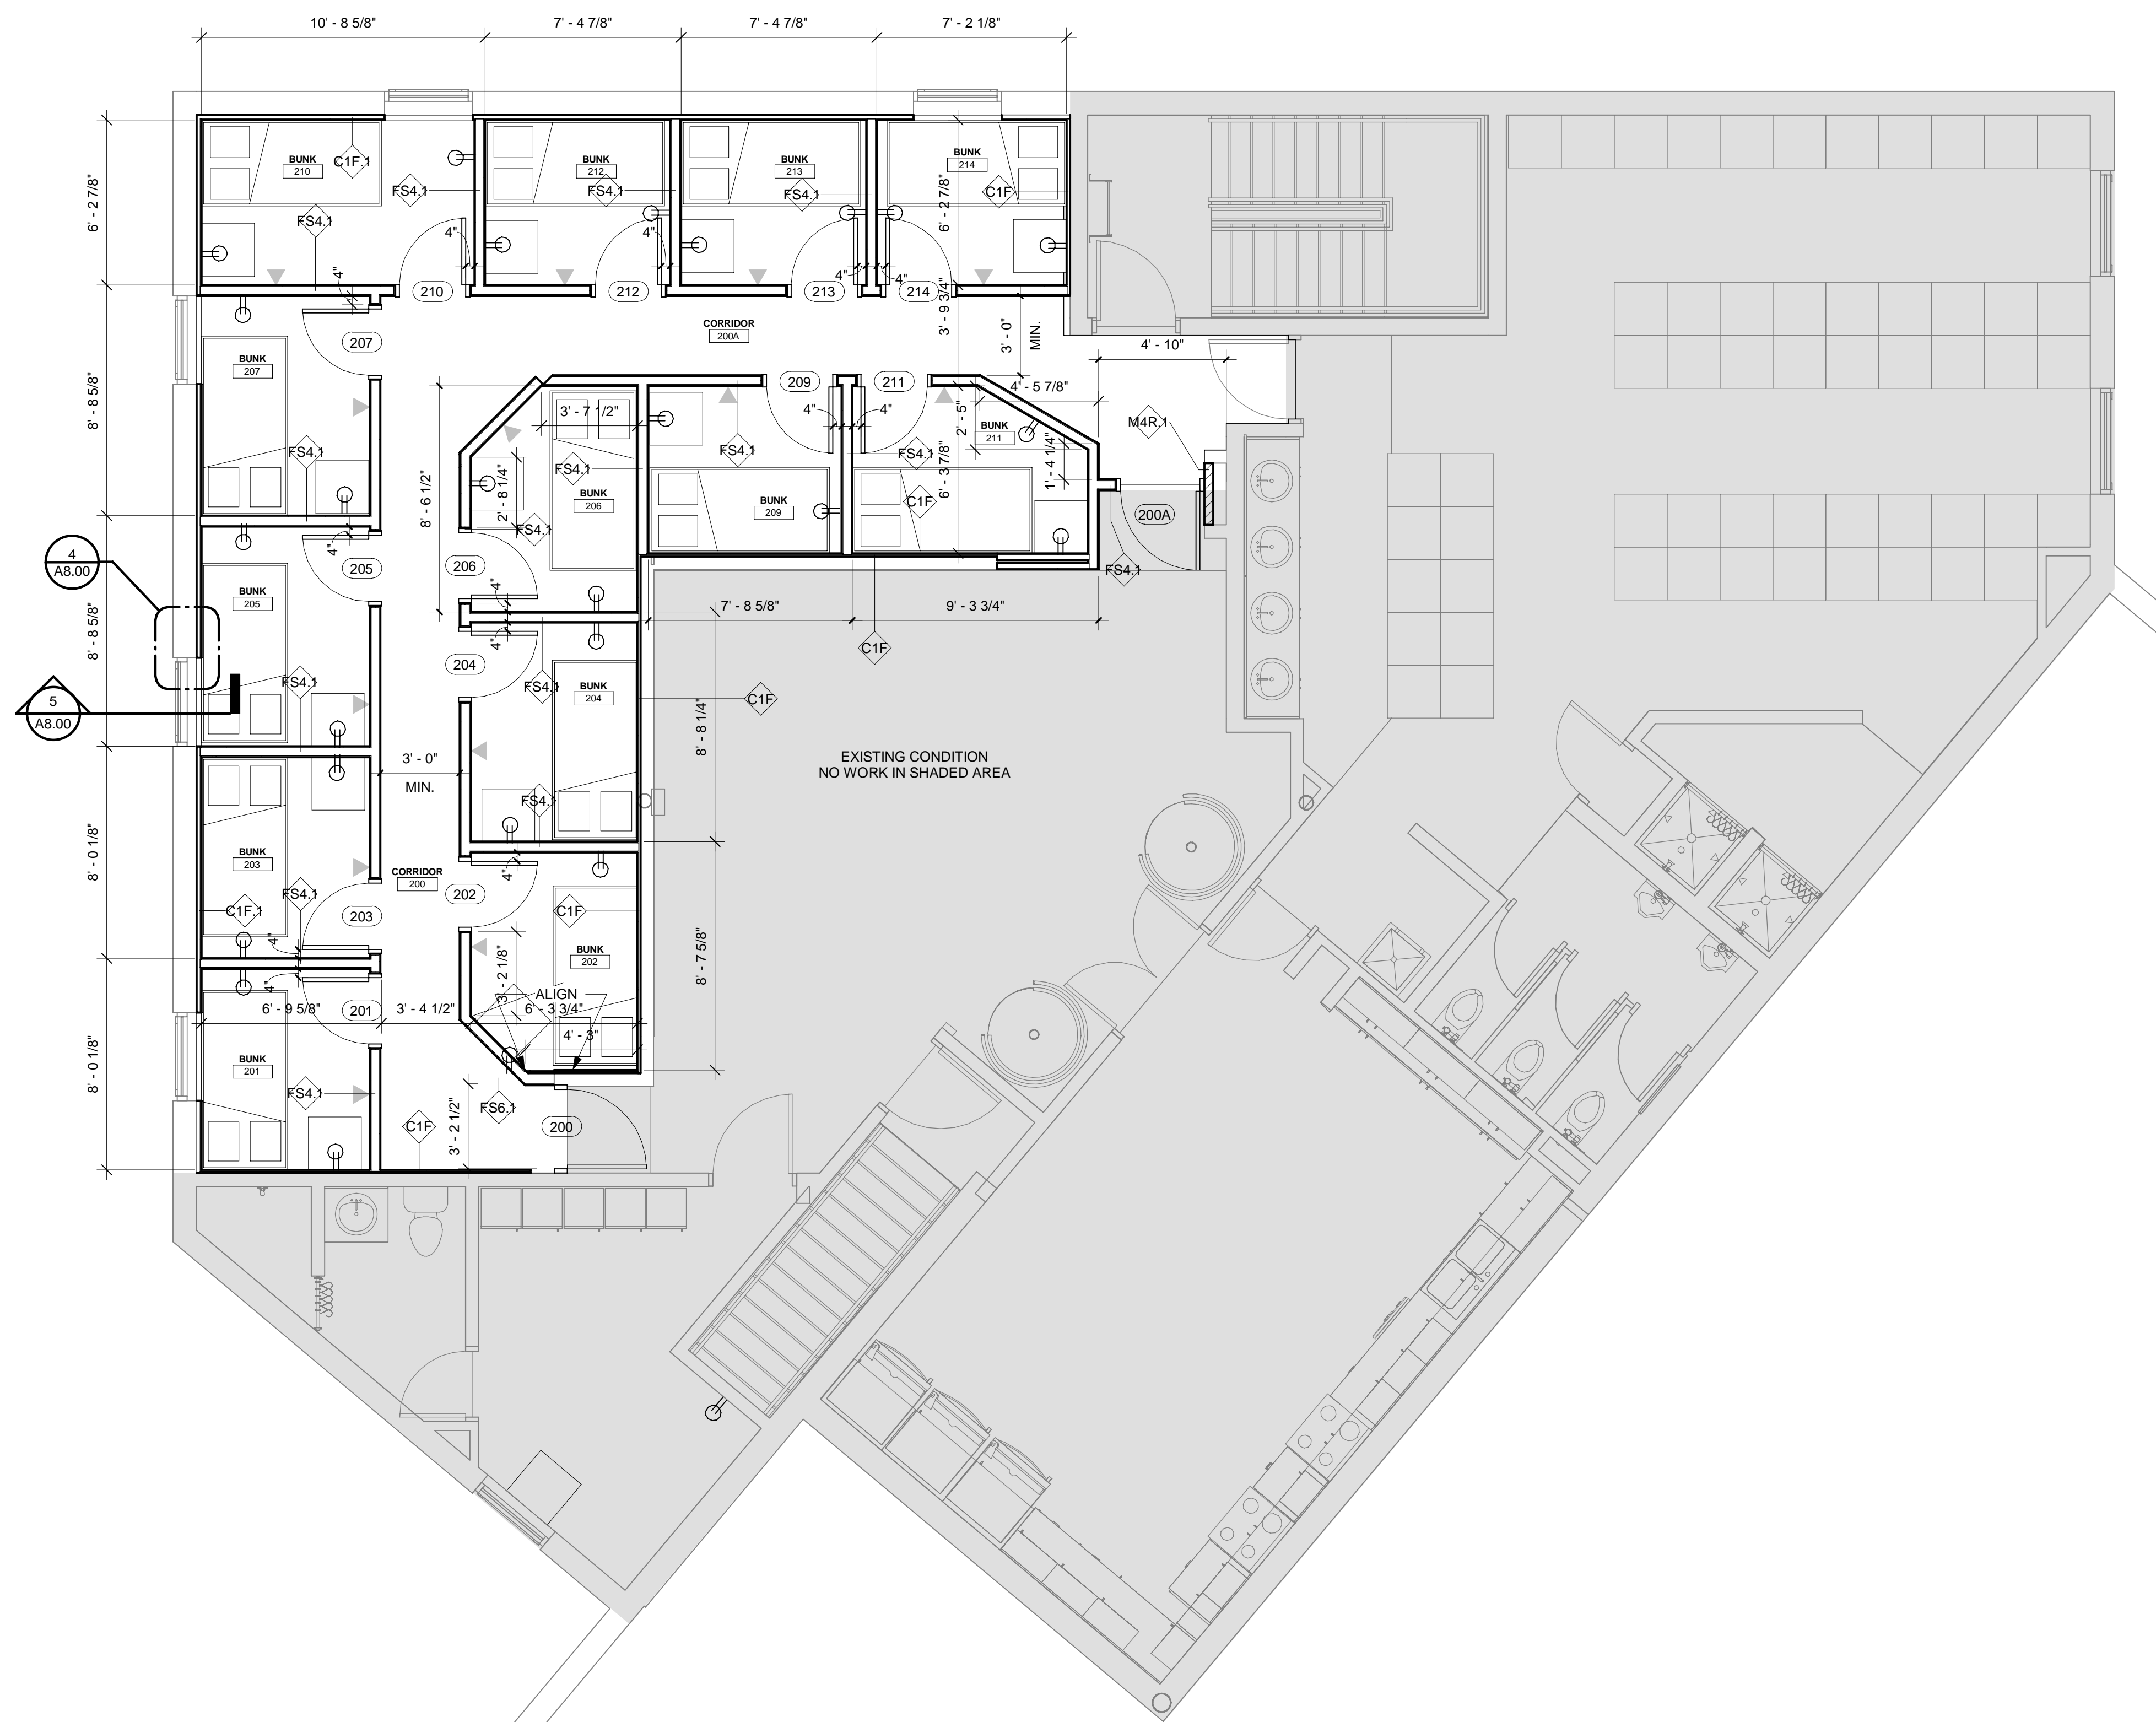 10' - 8 5/8"
7' - 4 7/8"
7' - 4 7/8"
7' - 2 1/8"
6' - 2 7/8"
BUNK
210
C1F.1
FS4.1
FS4.1
4"
BUNK
212
FS4.1
4"
BUNK
213
FS4.1
4"
BUNK
214
C1F
6' - 2 7/8"
4"
4"
210
212
213
214
3' - 9 3/4"
3' - 0"
MIN.
CORRIDOR
200A
4' - 10"
207
8' - 8 5/8"
BUNK
207
FS4.1
209
211
4"
4"
4' - 5 7/8"
2' - 5"
BUNK
211
M4R.1
3' - 7 1/2"
FS4.1
FS4.1
FS4.1
6' - 3 7/8"
1' - 4 1/4"
8' - 6 1/2"
2' - 8 1/4"
BUNK
206
FS4.1
BUNK
209
C1F
200A
FS4.1
4"
4
A8.00
205
206
4"
8' - 8 5/8"
BUNK
205
7' - 8 5/8"
9' - 3 3/4"
4"
C1F
204
FS4.1
FS4.1
BUNK
204
C1F
5
A8.00
8' - 8 1/4"
3' - 0"
MIN.
EXISTING CONDITION
NO WORK IN SHADED AREA
FS4.1
8' - 0 1/8"
BUNK
203
CORRIDOR
200
202
4"
FS4.1
C1F.1
203
C1F
4"
BUNK
202
8' - 7 5/8"
3' - 2 1/8"
4"
ALIGN
6' - 9 5/8"
201
3' - 4 1/2"
6' - 3 3/4"
4' - 3"
8' - 0 1/8"
BUNK
201
FS4.1
C1F
3' - 2 1/2"
FS6.1
200